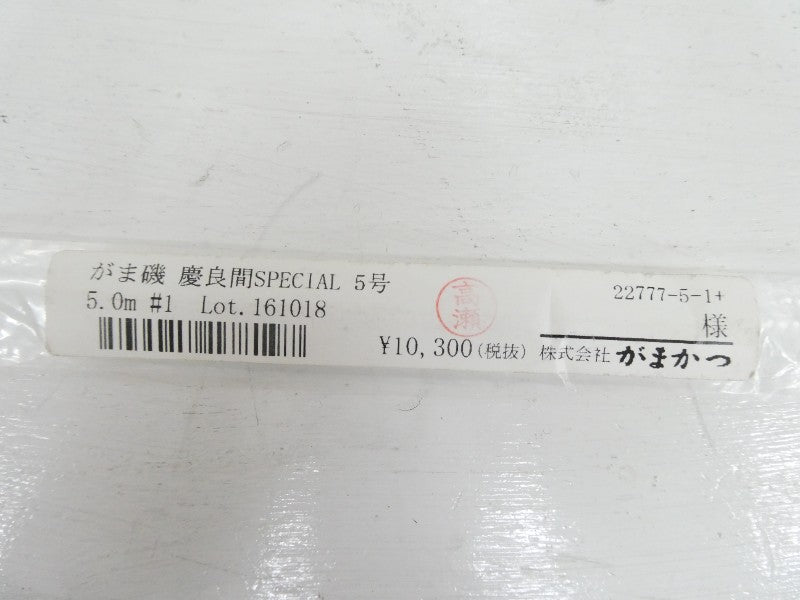 がま磯 慶良間SPECIAL 5号
5.0m #1 Lot.161018
高瀬
22777-5-1+
様
¥10,300(税抜) 株式会社 がまかつ